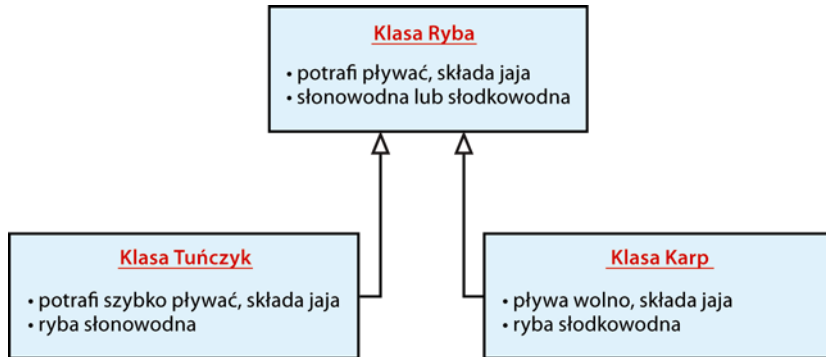 Klasa Ryba
• potrafi pływać, składa jaja
• słonowodna lub słodkowodna
Klasa Tuńczyk
• potrafi szybko pływać, składa jaja
• ryba słonowodna
Klasa Karp
• pływa wolno, składa jaja
• ryba słodkowodna